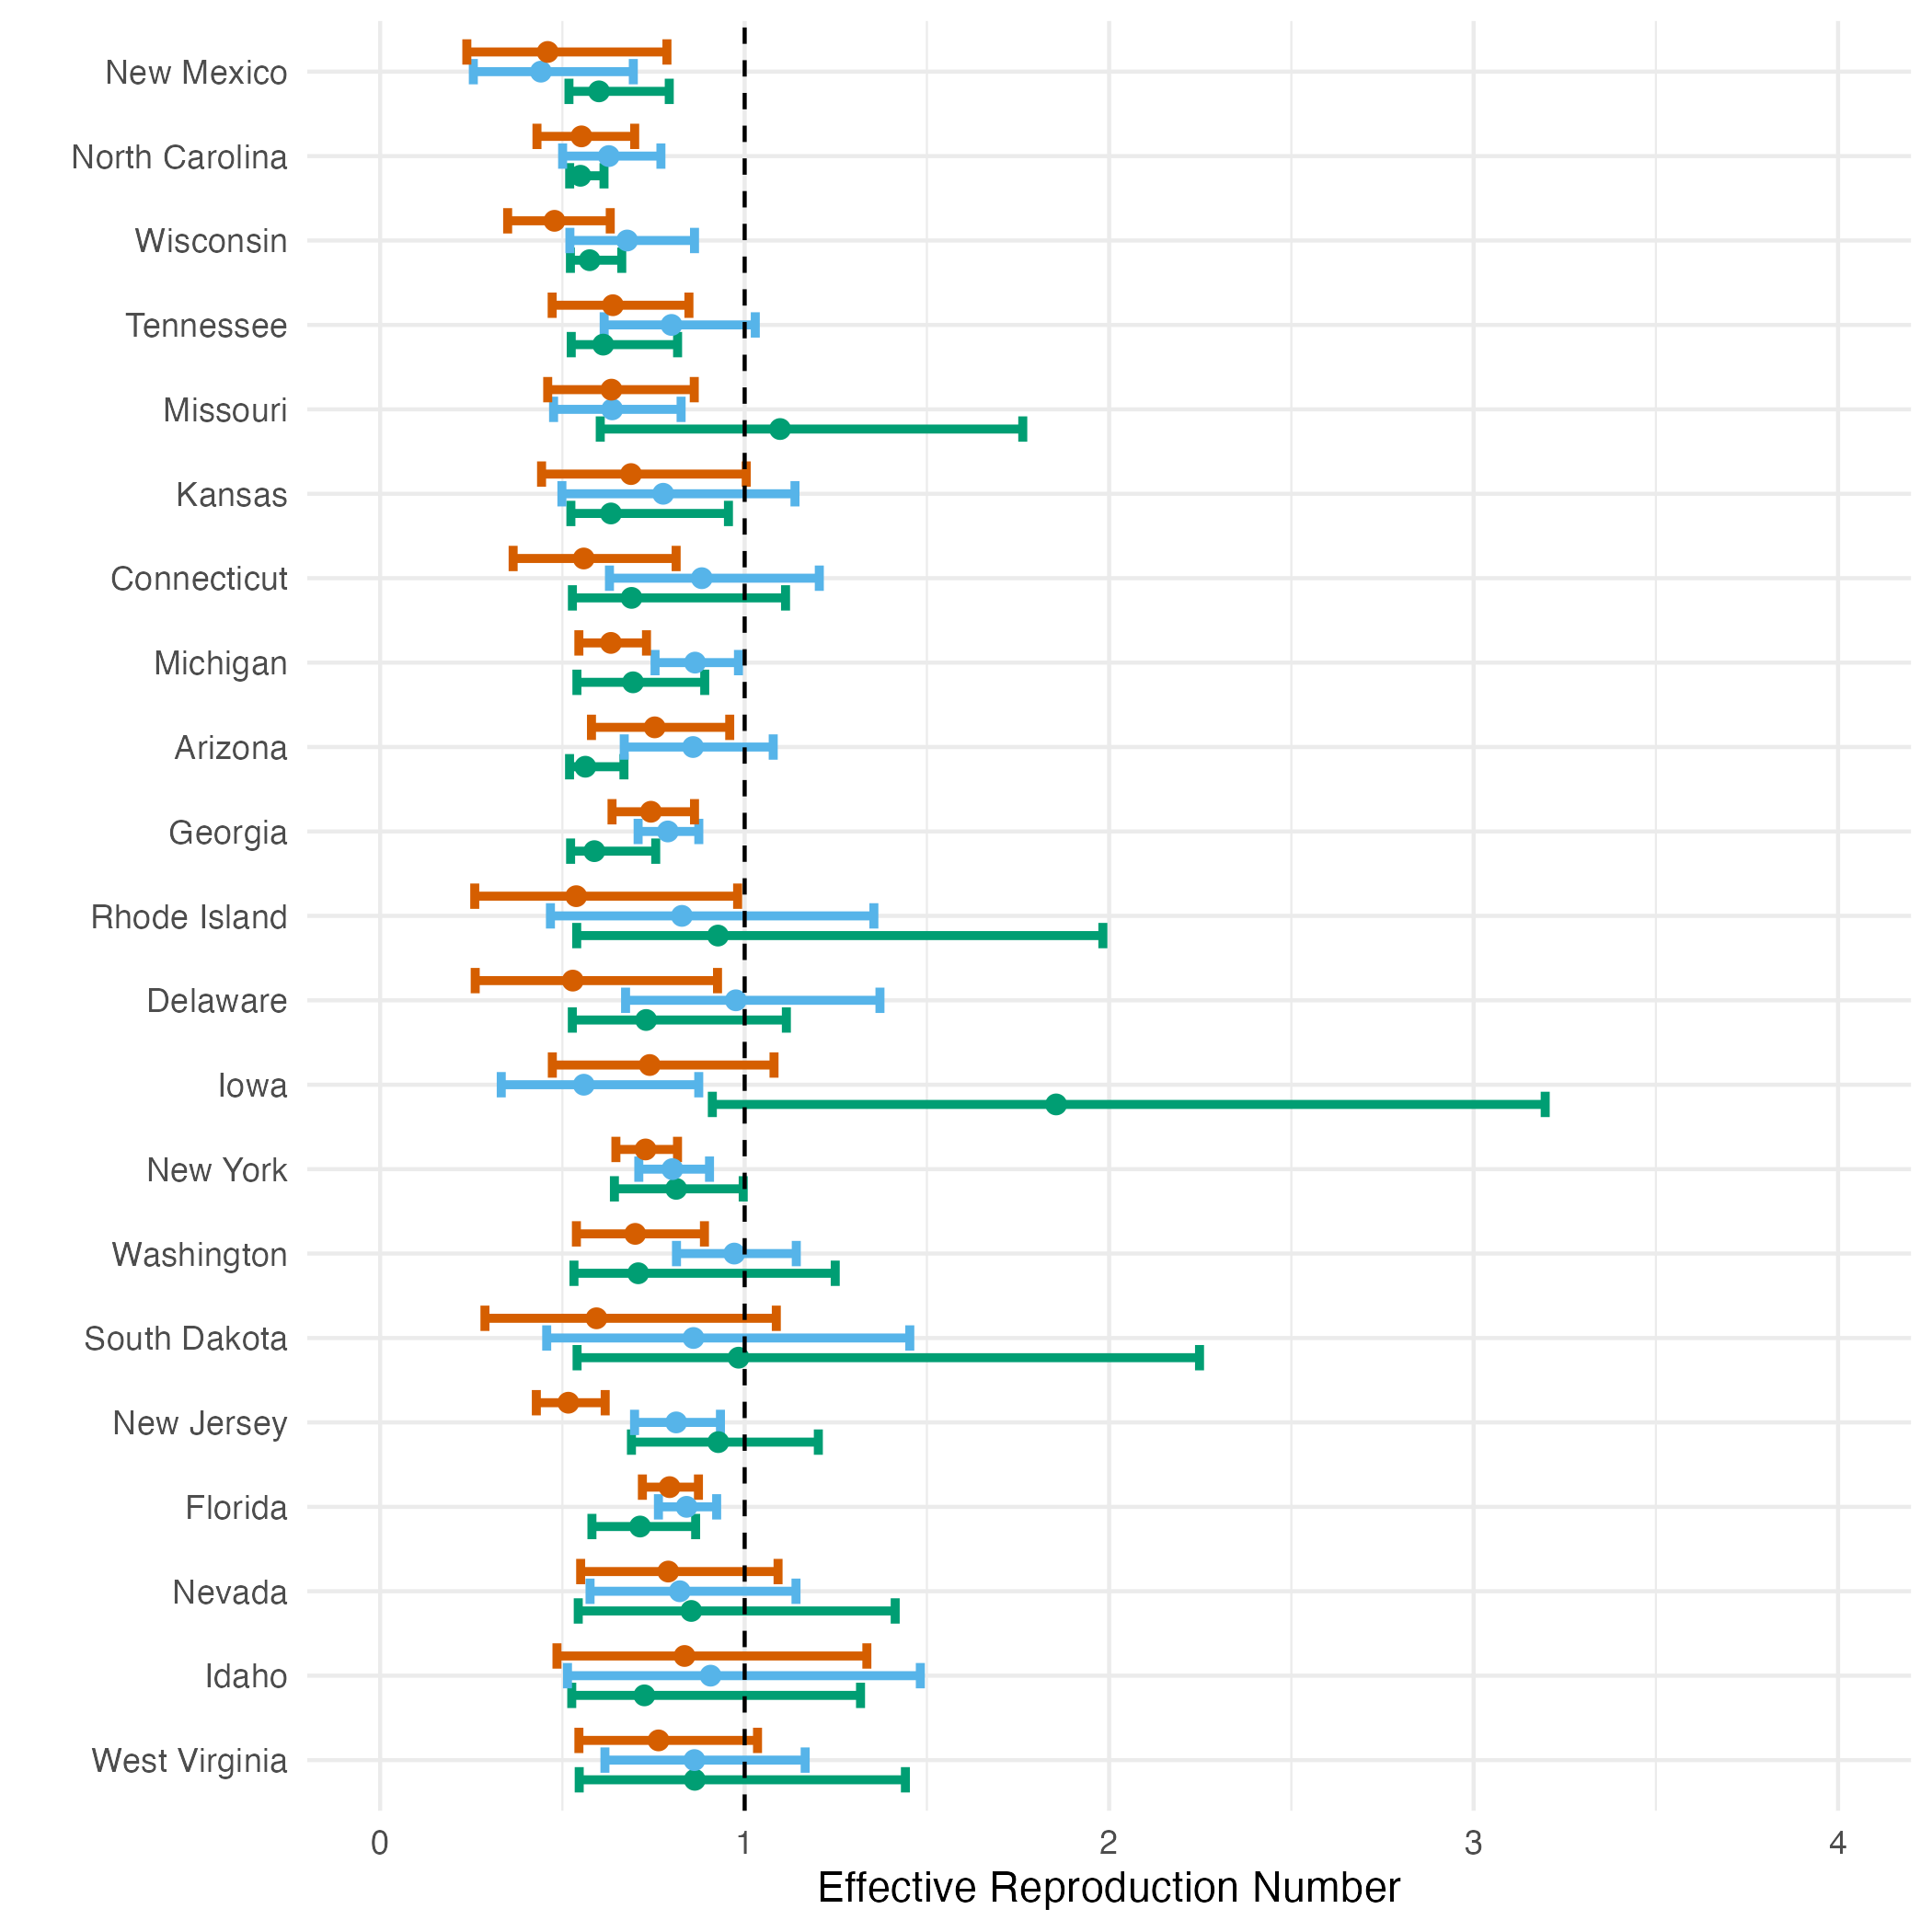 New Mexico
North Carolina
Wisconsin
Tennessee
Missouri
Kansas
Connecticut
Michigan
Arizona
Georgia
Rhode Island
Delaware
Iowa
New York
Washington
South Dakota
New Jersey
Florida
Nevada
Idaho
West Virginia
0 1 2 3 4
Effective Reproduction Number